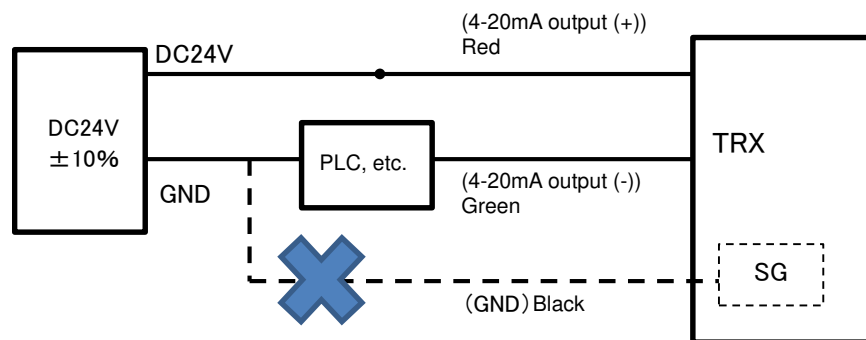 (4-20mA output (+))
Red
DC24V
DC24V
±10%
PLC, etc.
TRX
GND
(4-20mA output (-))
Green
SG
(GND) Black